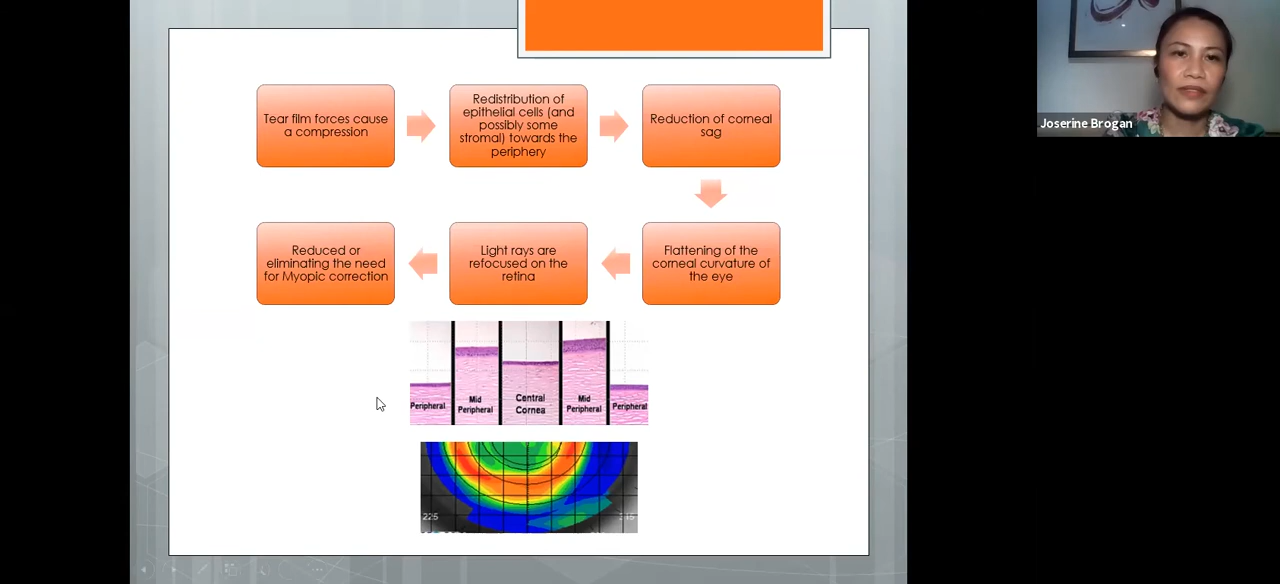 Tear film forces cause
a compression
Redistribution of
epithelial cells (and
possibly some
stromal) towards the
periphery
Reduction of corneal
sag
Reduced or
eliminating the need
for Myopic correction
Light rays are
refocused on the
retina
Flattening of the
corneal curvature of
the eye
Peripheral
Mid
Peripheral
Central
Cornea
Mid
Peripheral
Peripheral
225
Joserine Brogan